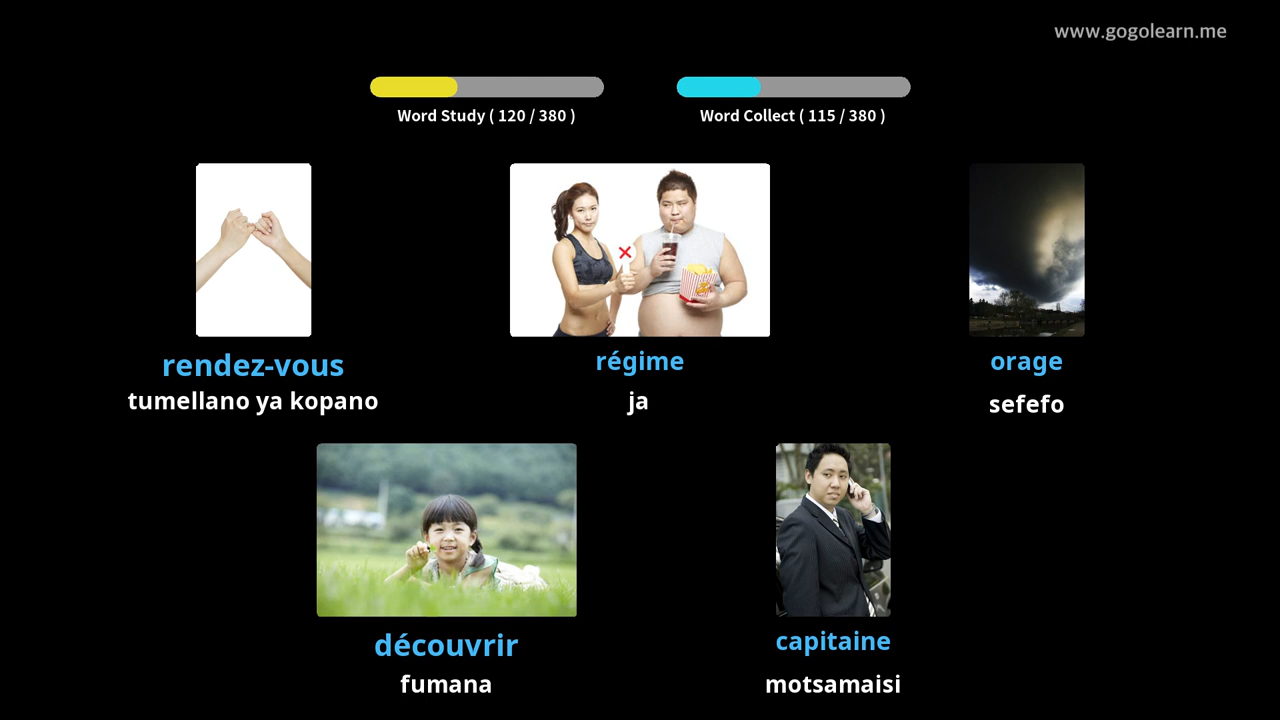 www.gogolearn.me
Word Study ( 120 / 380 )
Word Collect ( 115 / 380 )
rendez-vous
tumellano ya kopano
régime
ja
orage
sefefo
découvrir
fumana
capitaine
motsamaisi